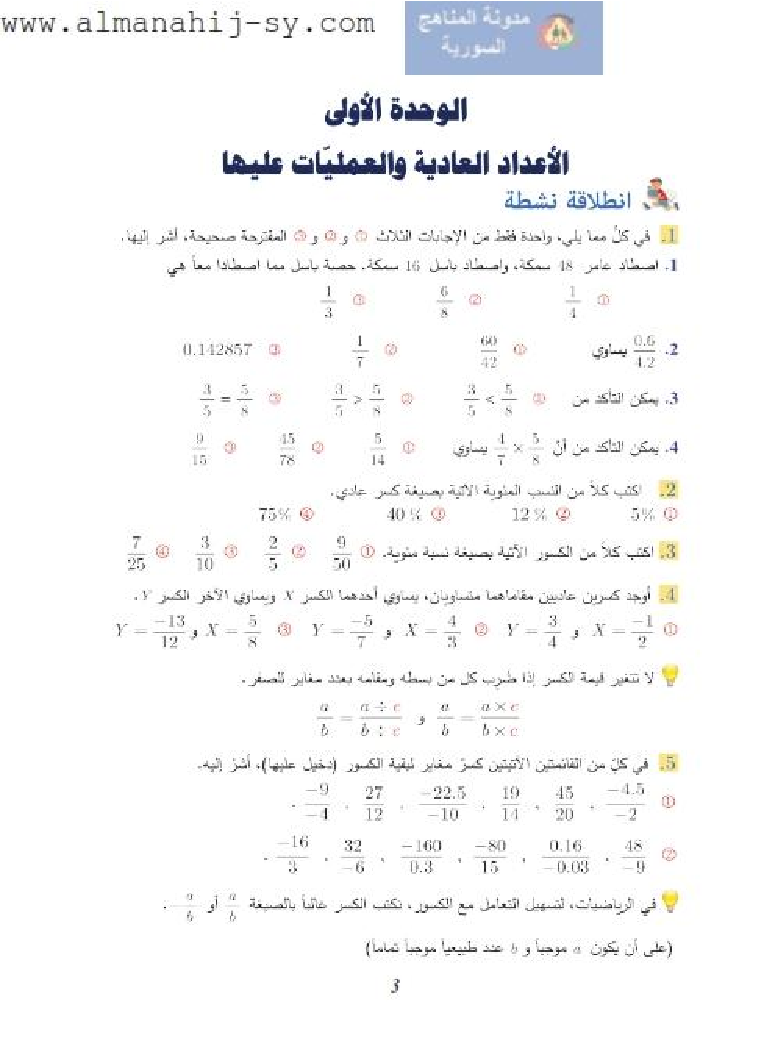 www.almanahij-sy.com
مدونة المناهج
السورية
الوحدة الأولى
الأعداد العادية والعمليّات عليها
انطلاقة نشطة
1. في كلٍّ مما يلي، واحدة فقط من الإجابات الثلاث ① و ② و ③ المقترحة صحيحة، أشر إليها.
1. اصطاد عامر 48 سمكة، واصطاد باسل 16 سمكة. حصة باسل مما اصطادا معاً هي
① 1/4 ② 6/8 ③ 1/3
2. 0.6/4.2 يساوي ① 60/42 ② 1/7 ③ 0.142857
3. يمكن التأكد من ① 3/5 < 5/8 ② 3/5 > 5/8 ③ 3/5 = 5/8
4. يمكن التأكد من أنّ 4/7 × 5/8 يساوي ① 5/14 ② 45/78 ③ 9/15
2. اكتب كلاً من النسب المئوية الآتية بصيغة كسر عادي.
① 5% ② 12 % ③ 40 % ④ 75%
3. اكتب كلاً من الكسور الآتية بصيغة نسبة مئوية. ① 9/50 ② 2/5 ③ 3/10 ④ 7/25
4. أوجد كسرين عاديين مقاماهما متساويان، يساوي أحدهما الكسر X ويساوي الآخر الكسر Y.
① X = -1/2 و Y = 3/4 ② X = 4/3 و Y = -5/7 ③ X = 5/8 و Y = -13/12
لا تتغير قيمة الكسر إذا ضُرِب كل من بسطه ومقامه بعدد مغاير للصفر.
a/b = a × c/b × c و a/b = a ÷ c/b ÷ c
5. في كلٍّ من القائمتين الآتيتين كسرٌ مغاير لبقية الكسور (دخيل عليها)، أشرْ إليه.
① -4.5/-2 ، 45/20 ، 19/14 ، -22.5/-10 ، 27/12 ، -9/-4 .
② 48/-9 ، 0.16/-0.03 ، -80/15 ، -160/0.3 ، 32/-6 ، -16/3 .
في الرياضيات، لتسهيل التعامل مع الكسور، نكتب الكسر غالباً بالصيغة a/b أو -a/b .
(على أن يكون a موجباً و b عدد طبيعياً موجباً تماماً)
3